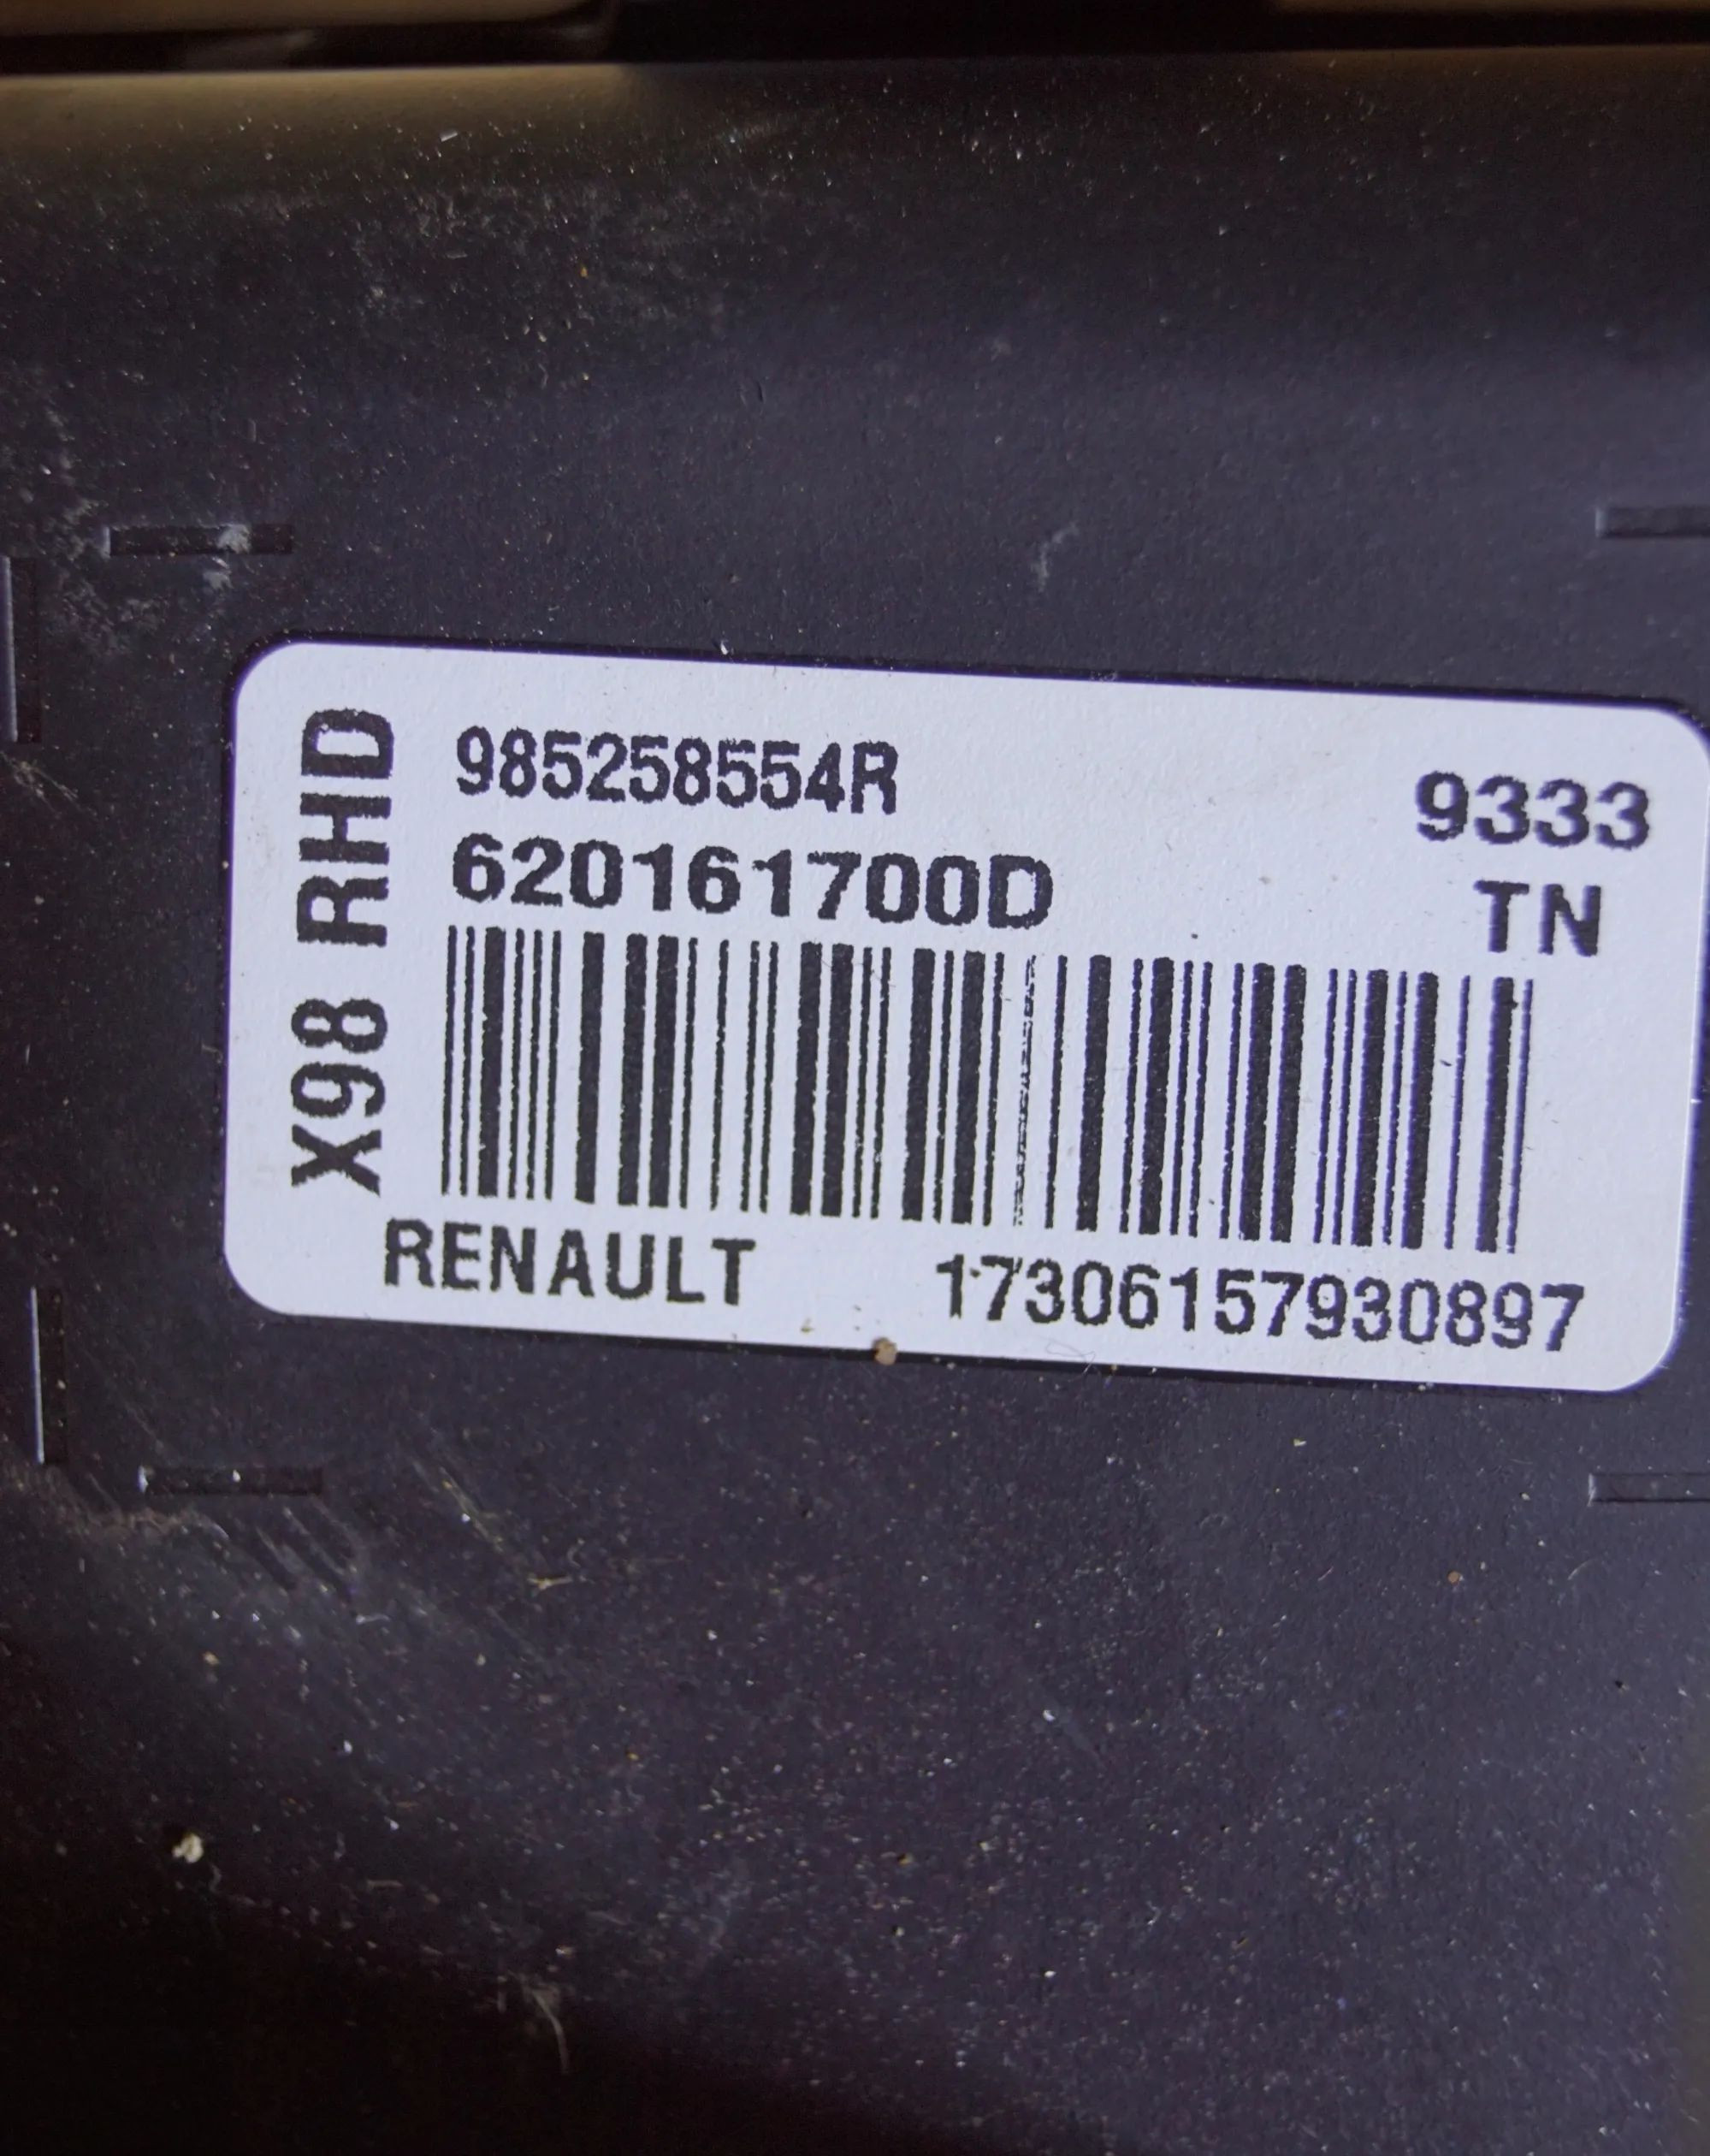 X98 RHD
985258554R
9333
620161700D
TN
RENAULT
17306157930897